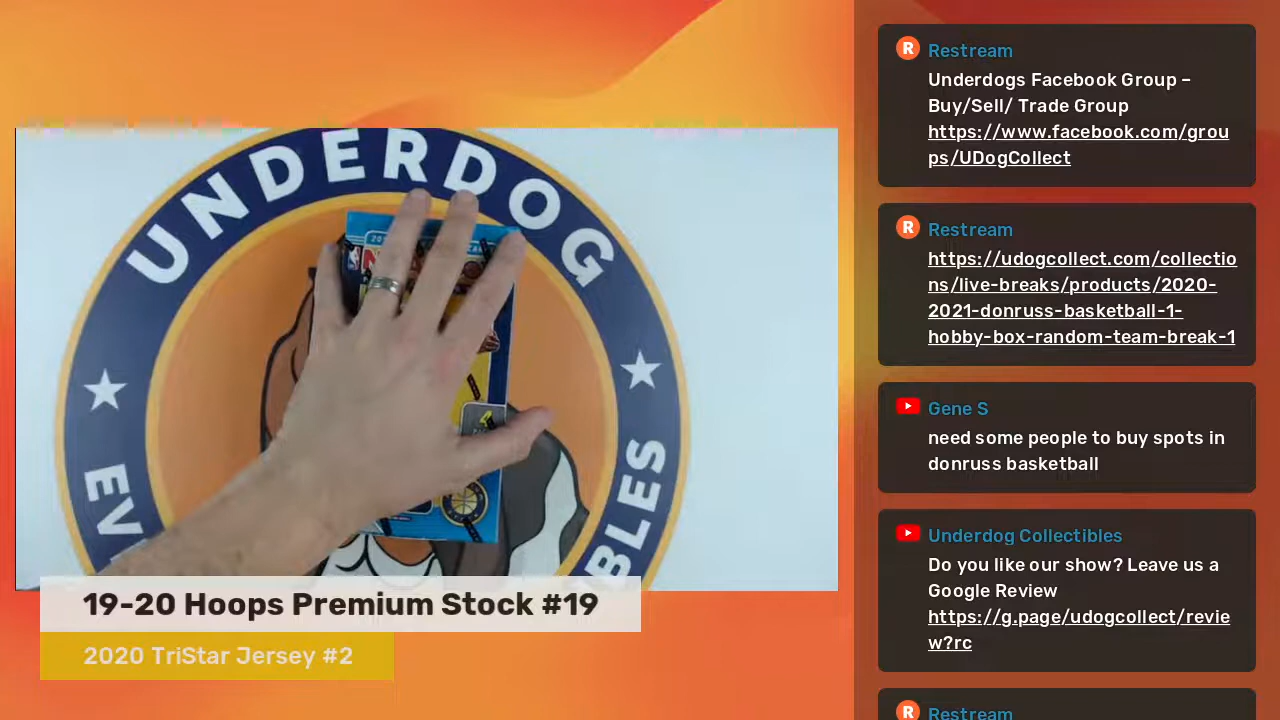 UNDERDOG
EV
BLES
19-20 Hoops Premium Stock #19
2020 TriStar Jersey #2
Restream
Underdogs Facebook Group –
Buy/Sell/ Trade Group
https://www.facebook.com/grou
ps/UDogCollect
Restream
https://udogcollect.com/collectio
ns/live-breaks/products/2020-
2021-donruss-basketball-1-
hobby-box-random-team-break-1
Gene S
need some people to buy spots in
donruss basketball
Underdog Collectibles
Do you like our show? Leave us a
Google Review
https://g.page/udogcollect/revie
w?rc
Restream